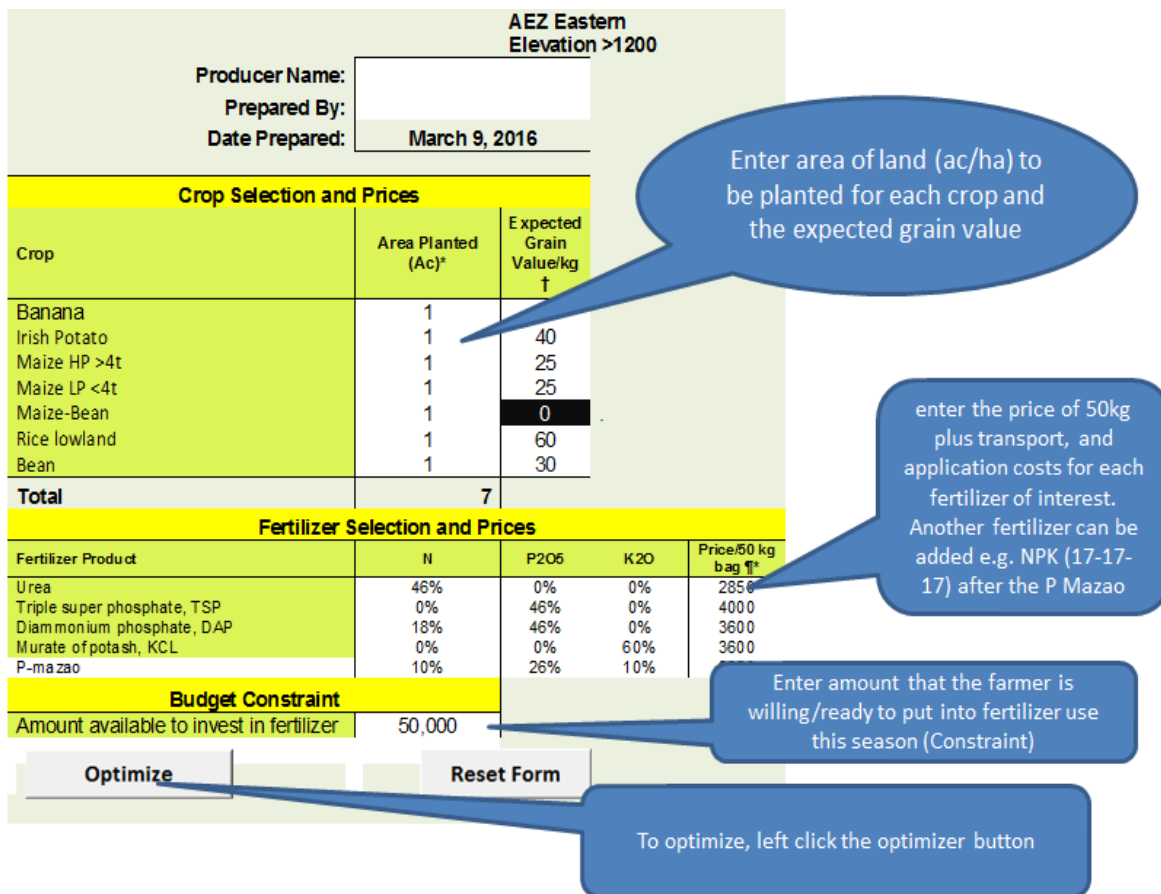 AEZ Eastern
Elevation >1200
Producer Name:
Prepared By:
Date Prepared: March 9, 2016
Enter area of land (ac/ha) to
be planted for each crop and
the expected grain value
Crop Selection and Prices
Crop Area Planted (Ac)* Expected Grain Value/kg †
Banana 1
Irish Potato 1 40
Maize HP >4t 1 25
Maize LP <4t 1 25
Maize-Bean 1 0
Rice lowland 1 60
Bean 1 30
Total 7
enter the price of 50kg
plus transport, and
application costs for each
fertilizer of interest.
Another fertilizer can be
added e.g. NPK (17-17-
17) after the P Mazao
Fertilizer Selection and Prices
Fertilizer Product N P2O5 K2O Price/50 kg bag ¶*
Urea 46% 0% 0% 2850
Triple super phosphate, TSP 0% 46% 0% 4000
Diammonium phosphate, DAP 18% 46% 0% 3600
Murate of potash, KCL 0% 0% 60% 3600
P-mazao 10% 26% 10%
Budget Constraint
Amount available to invest in fertilizer 50,000
Enter amount that the farmer is
willing/ready to put into fertilizer use
this season (Constraint)
Optimize Reset Form
To optimize, left click the optimizer button